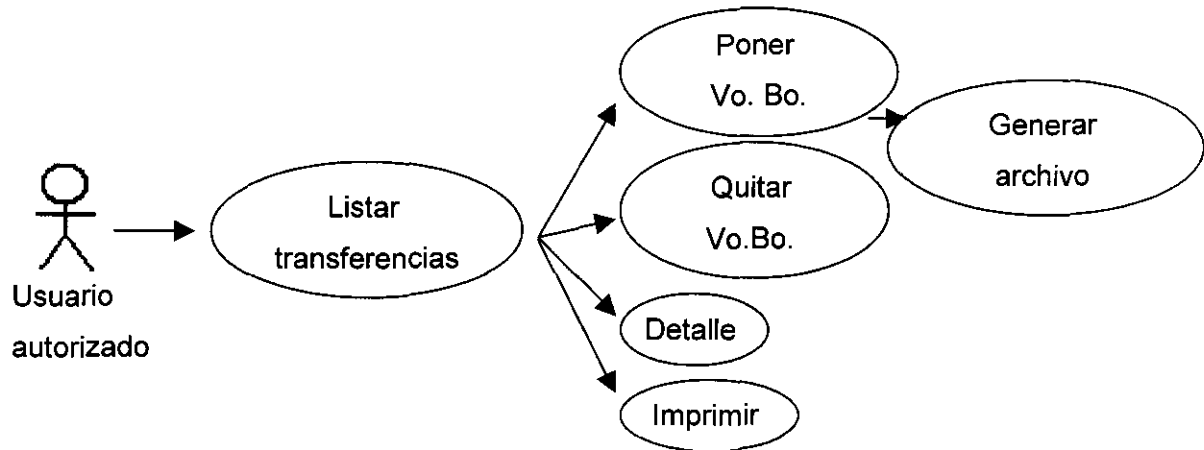 Poner
Vo. Bo.
Generar
archivo
Listar
transferencias
Quitar
Vo.Bo.
Usuario
autorizado
Detalle
Imprimir